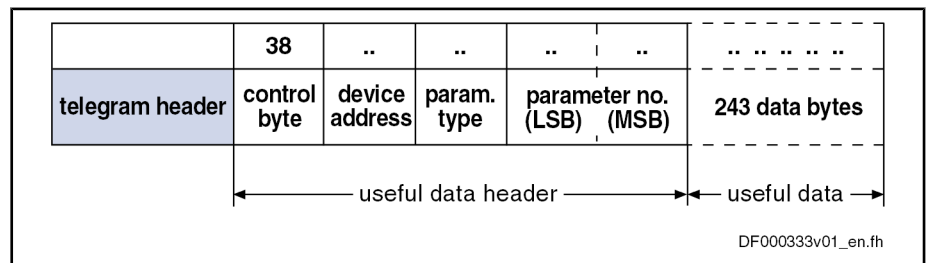 38 .. .. .. .. .. .. .. .. ..
telegram header control byte device address param. type parameter no. (LSB) (MSB) 243 data bytes
useful data header useful data
DF000333v01_en.fh